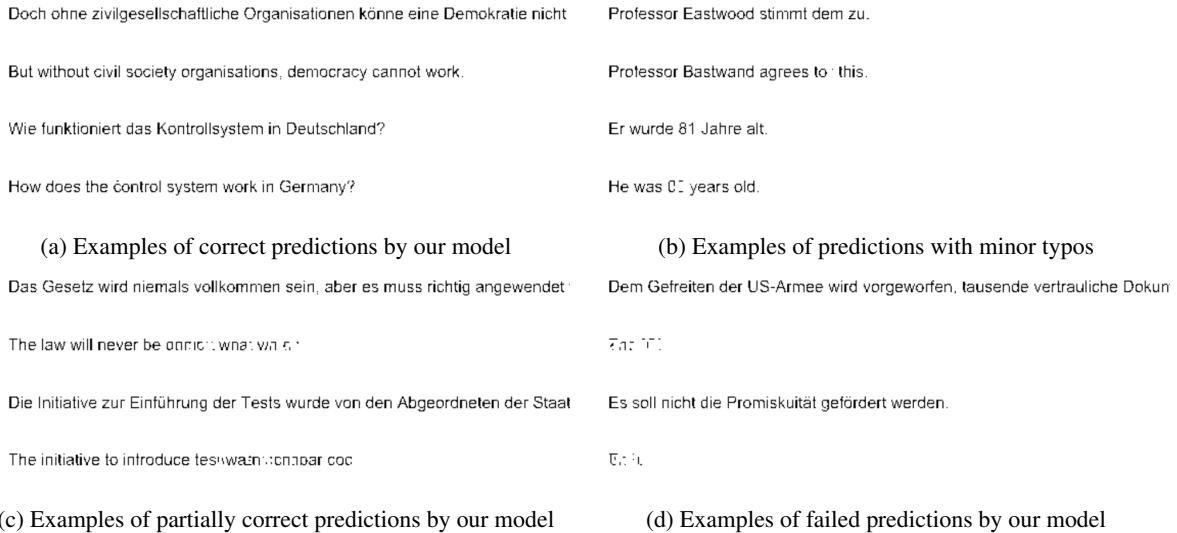 Doch ohne zivilgesellschaftliche Organisationen könne eine Demokratie nicht
But without civil society organisations, democracy cannot work.
Wie funktioniert das Kontrollsystem in Deutschland?
How does the control system work in Germany?
(a) Examples of correct predictions by our model
Professor Eastwood stimmt dem zu.
Professor Bastwand agrees to this.
Er wurde 81 Jahre alt.
He was years old.
(b) Examples of predictions with minor typos
Das Gesetz wird niemals vollkommen sein, aber es muss richtig angewendet
The law will never be
Die Initiative zur Einführung der Tests wurde von den Abgeordneten der Staat
The initiative to introduce
(c) Examples of partially correct predictions by our model
Dem Gefreiten der US-Armee wird vorgeworfen, tausende vertrauliche Dokum
Es soll nicht die Promiskuität gefördert werden.
(d) Examples of failed predictions by our model